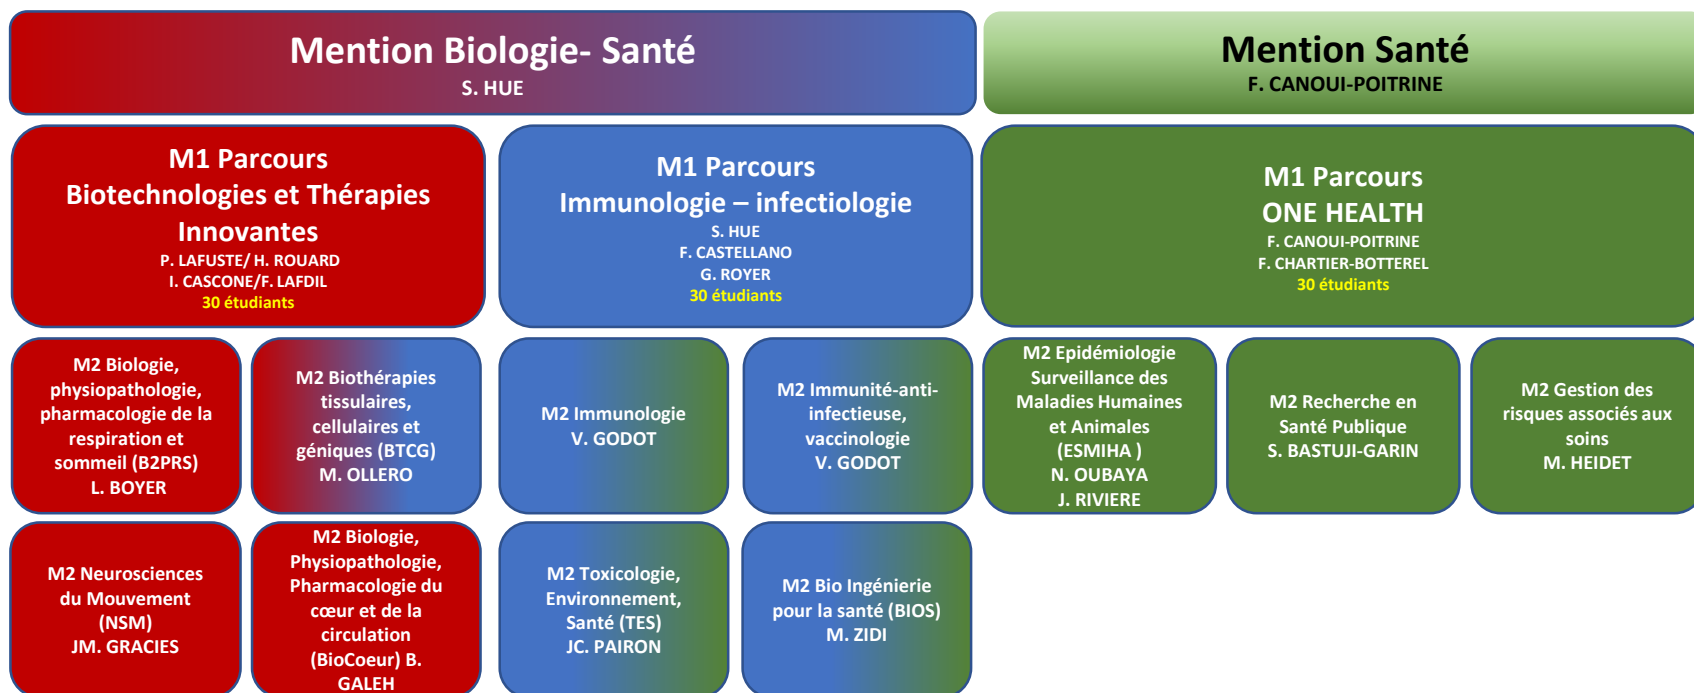 Mention Biologie- Santé
S. HUE
Mention Santé
F. CANOUI-POITRINE
M1 Parcours
Biotechnologies et Thérapies
Innovantes
P. LAFUSTE/ H. ROUARD
I. CASCONE/F. LAFDIL
30 étudiants
M1 Parcours
Immunologie – infectiologie
S. HUE
F. CASTELLANO
G. ROYER
30 étudiants
M1 Parcours
ONE HEALTH
F. CANOUI-POITRINE
F. CHARTIER-BOTTEREL
30 étudiants
M2 Biologie,
physiopathologie,
pharmacologie de la
respiration et
sommeil (B2PRS)
L. BOYER
M2 Biothérapies
tissulaires,
cellulaires et
géniques (BTCG)
M. OLLERO
M2 Immunologie
V. GODOT
M2 Immunité-anti-
infectieuse,
vaccinologie
V. GODOT
M2 Epidémiologie
Surveillance des
Maladies Humaines
et Animales
(ESMIHA )
N. OUBAYA
J. RIVIERE
M2 Recherche en
Santé Publique
S. BASTUJI-GARIN
M2 Gestion des
risques associés aux
soins
M. HEIDET
M2 Neurosciences
du Mouvement
(NSM)
JM. GRACIES
M2 Biologie,
Physiopathologie,
Pharmacologie du
cœur et de la
circulation
(BioCoeur) B.
GALEH
M2 Toxicologie,
Environnement,
Santé (TES)
JC. PAIRON
M2 Bio Ingénierie
pour la santé (BIOS)
M. ZIDI